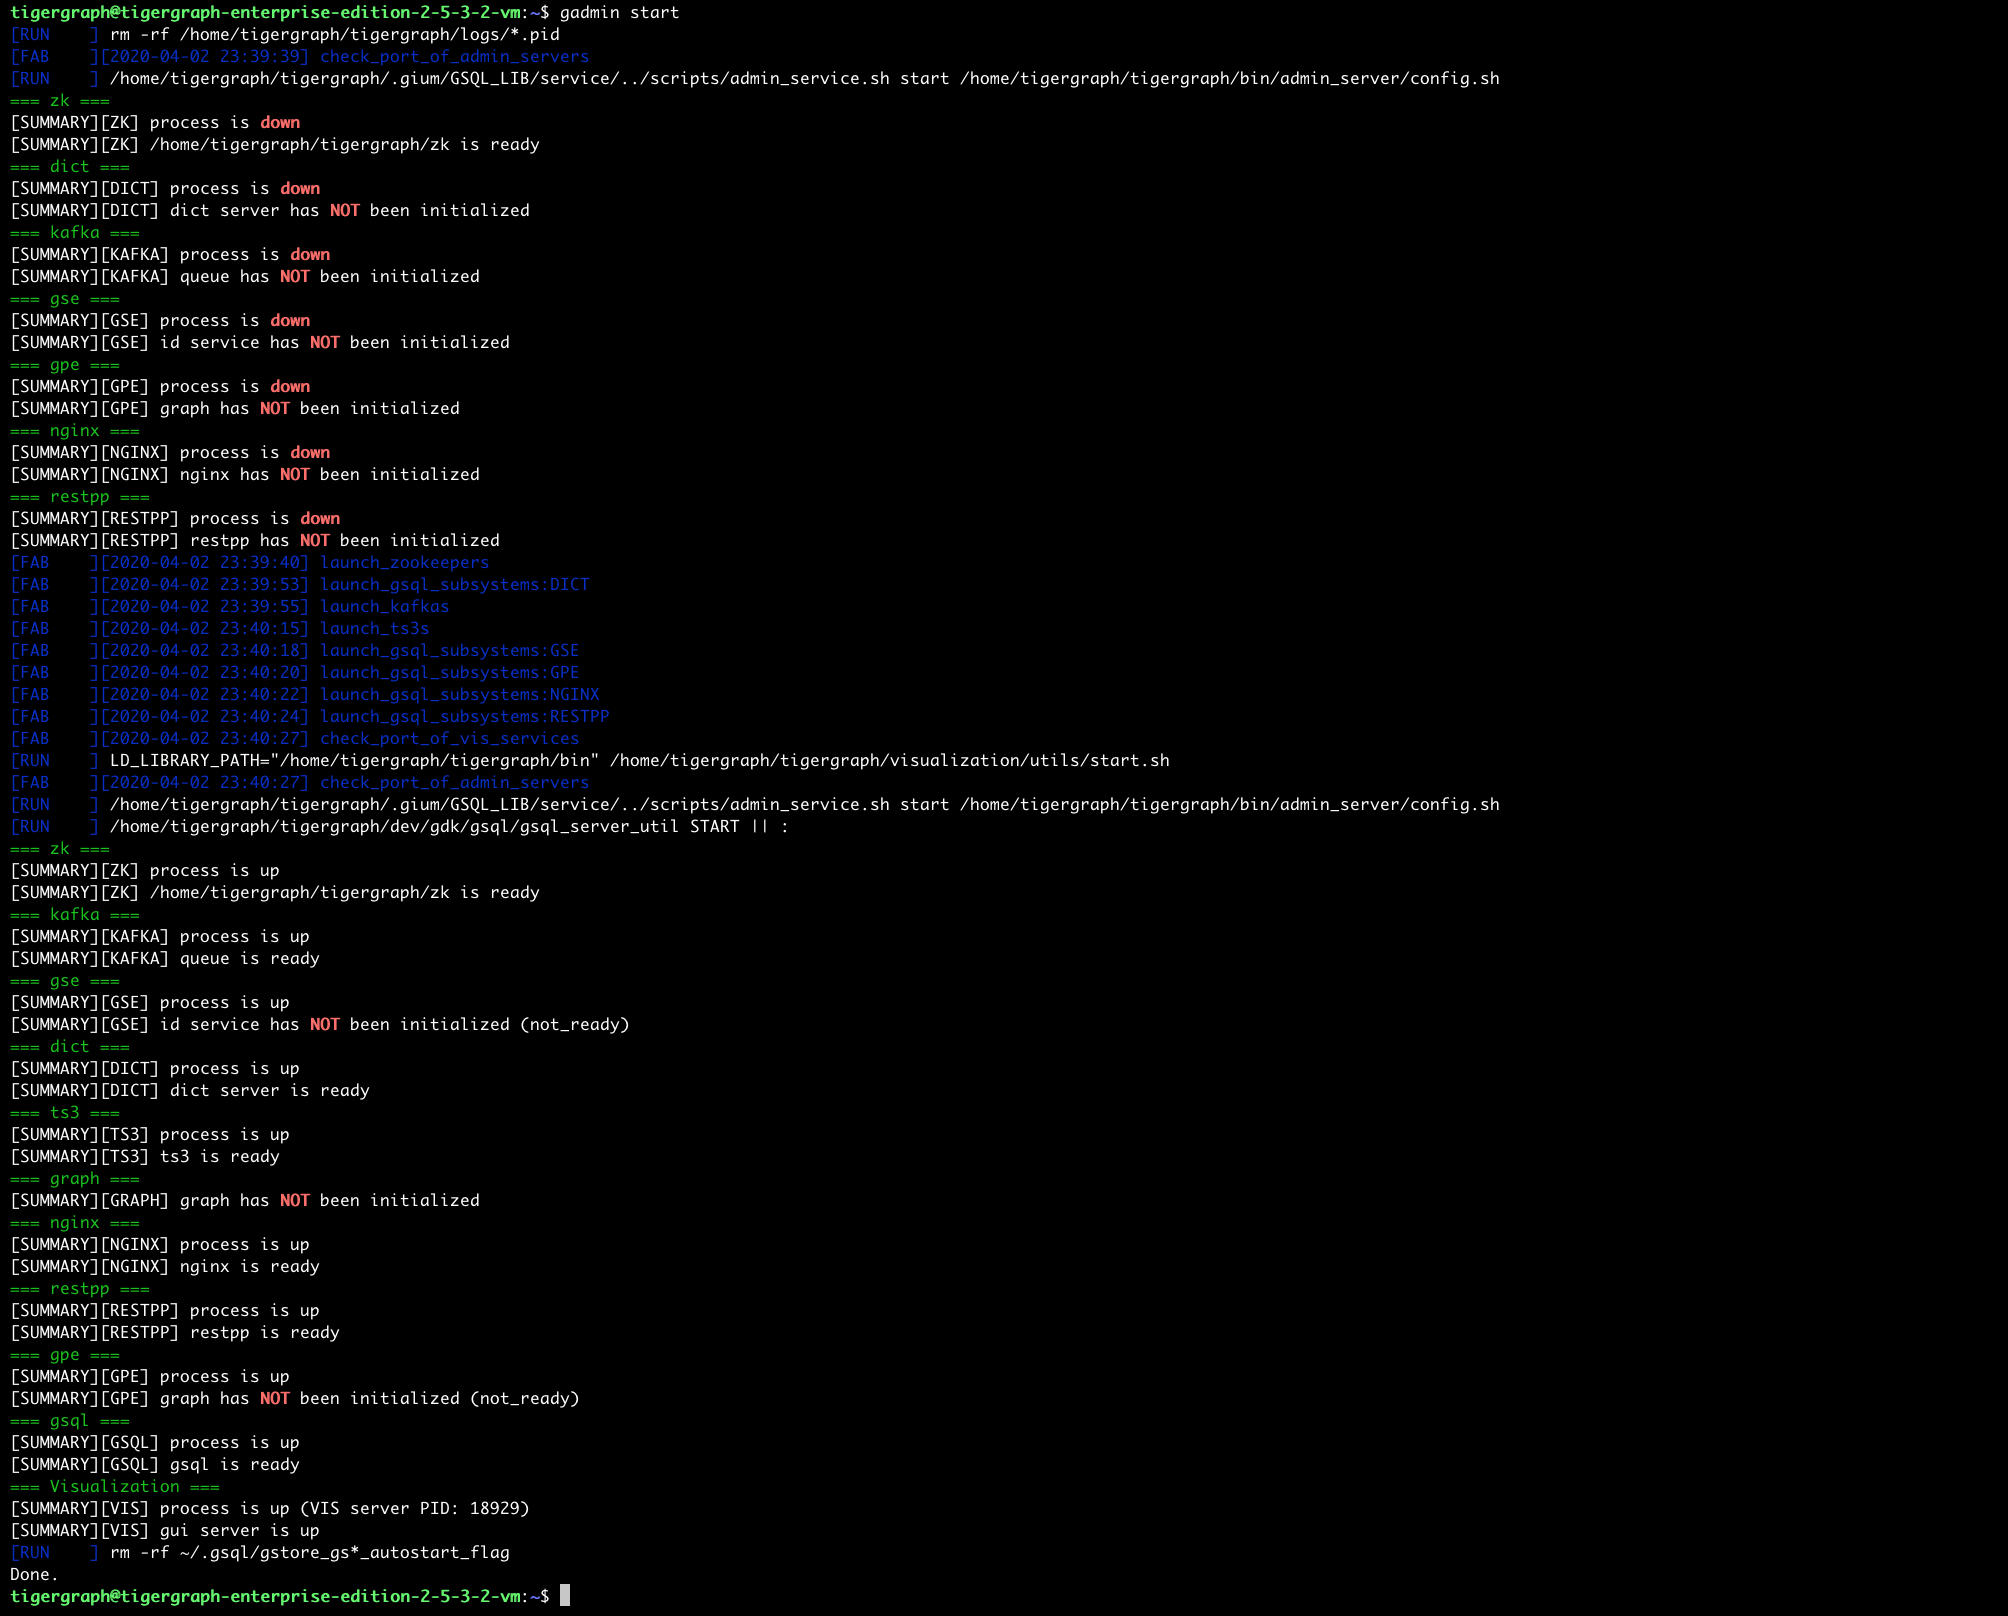 tigergraph@tigergraph-enterprise-edition-2-5-3-2-vm:~$ gadmin start
[RUN    ] rm -rf /home/tigergraph/tigergraph/logs/*.pid
[FAB    ][2020-04-02 23:39:39] check_port_of_admin_servers
[RUN    ] /home/tigergraph/tigergraph/.gium/GSQL_LIB/service/../scripts/admin_service.sh start /home/tigergraph/tigergraph/bin/admin_server/config.sh
=== zk ===
[SUMMARY][ZK] process is down
[SUMMARY][ZK] /home/tigergraph/tigergraph/zk is ready
=== dict ===
[SUMMARY][DICT] process is down
[SUMMARY][DICT] dict server has NOT been initialized
=== kafka ===
[SUMMARY][KAFKA] process is down
[SUMMARY][KAFKA] queue has NOT been initialized
=== gse ===
[SUMMARY][GSE] process is down
[SUMMARY][GSE] id service has NOT been initialized
=== gpe ===
[SUMMARY][GPE] process is down
[SUMMARY][GPE] graph has NOT been initialized
=== nginx ===
[SUMMARY][NGINX] process is down
[SUMMARY][NGINX] nginx has NOT been initialized
=== restpp ===
[SUMMARY][RESTPP] process is down
[SUMMARY][RESTPP] restpp has NOT been initialized
[FAB    ][2020-04-02 23:39:40] launch_zookeepers
[FAB    ][2020-04-02 23:39:53] launch_gsql_subsystems:DICT
[FAB    ][2020-04-02 23:39:55] launch_kafkas
[FAB    ][2020-04-02 23:40:15] launch_ts3s
[FAB    ][2020-04-02 23:40:18] launch_gsql_subsystems:GSE
[FAB    ][2020-04-02 23:40:20] launch_gsql_subsystems:GPE
[FAB    ][2020-04-02 23:40:22] launch_gsql_subsystems:NGINX
[FAB    ][2020-04-02 23:40:24] launch_gsql_subsystems:RESTPP
[FAB    ][2020-04-02 23:40:27] check_port_of_vis_services
[RUN    ] LD_LIBRARY_PATH="/home/tigergraph/tigergraph/bin" /home/tigergraph/tigergraph/visualization/utils/start.sh
[FAB    ][2020-04-02 23:40:27] check_port_of_admin_servers
[RUN    ] /home/tigergraph/tigergraph/.gium/GSQL_LIB/service/../scripts/admin_service.sh start /home/tigergraph/tigergraph/bin/admin_server/config.sh
[RUN    ] /home/tigergraph/tigergraph/dev/gdk/gsql/gsql_server_util START || :
=== zk ===
[SUMMARY][ZK] process is up
[SUMMARY][ZK] /home/tigergraph/tigergraph/zk is ready
=== kafka ===
[SUMMARY][KAFKA] process is up
[SUMMARY][KAFKA] queue is ready
=== gse ===
[SUMMARY][GSE] process is up
[SUMMARY][GSE] id service has NOT been initialized (not_ready)
=== dict ===
[SUMMARY][DICT] process is up
[SUMMARY][DICT] dict server is ready
=== ts3 ===
[SUMMARY][TS3] process is up
[SUMMARY][TS3] ts3 is ready
=== graph ===
[SUMMARY][GRAPH] graph has NOT been initialized
=== nginx ===
[SUMMARY][NGINX] process is up
[SUMMARY][NGINX] nginx is ready
=== restpp ===
[SUMMARY][RESTPP] process is up
[SUMMARY][RESTPP] restpp is ready
=== gpe ===
[SUMMARY][GPE] process is up
[SUMMARY][GPE] graph has NOT been initialized (not_ready)
=== gsql ===
[SUMMARY][GSQL] process is up
[SUMMARY][GSQL] gsql is ready
=== Visualization ===
[SUMMARY][VIS] process is up (VIS server PID: 18929)
[SUMMARY][VIS] gui server is up
[RUN    ] rm -rf ~/.gsql/gstore_gs*_autostart_flag
Done.
tigergraph@tigergraph-enterprise-edition-2-5-3-2-vm:~$